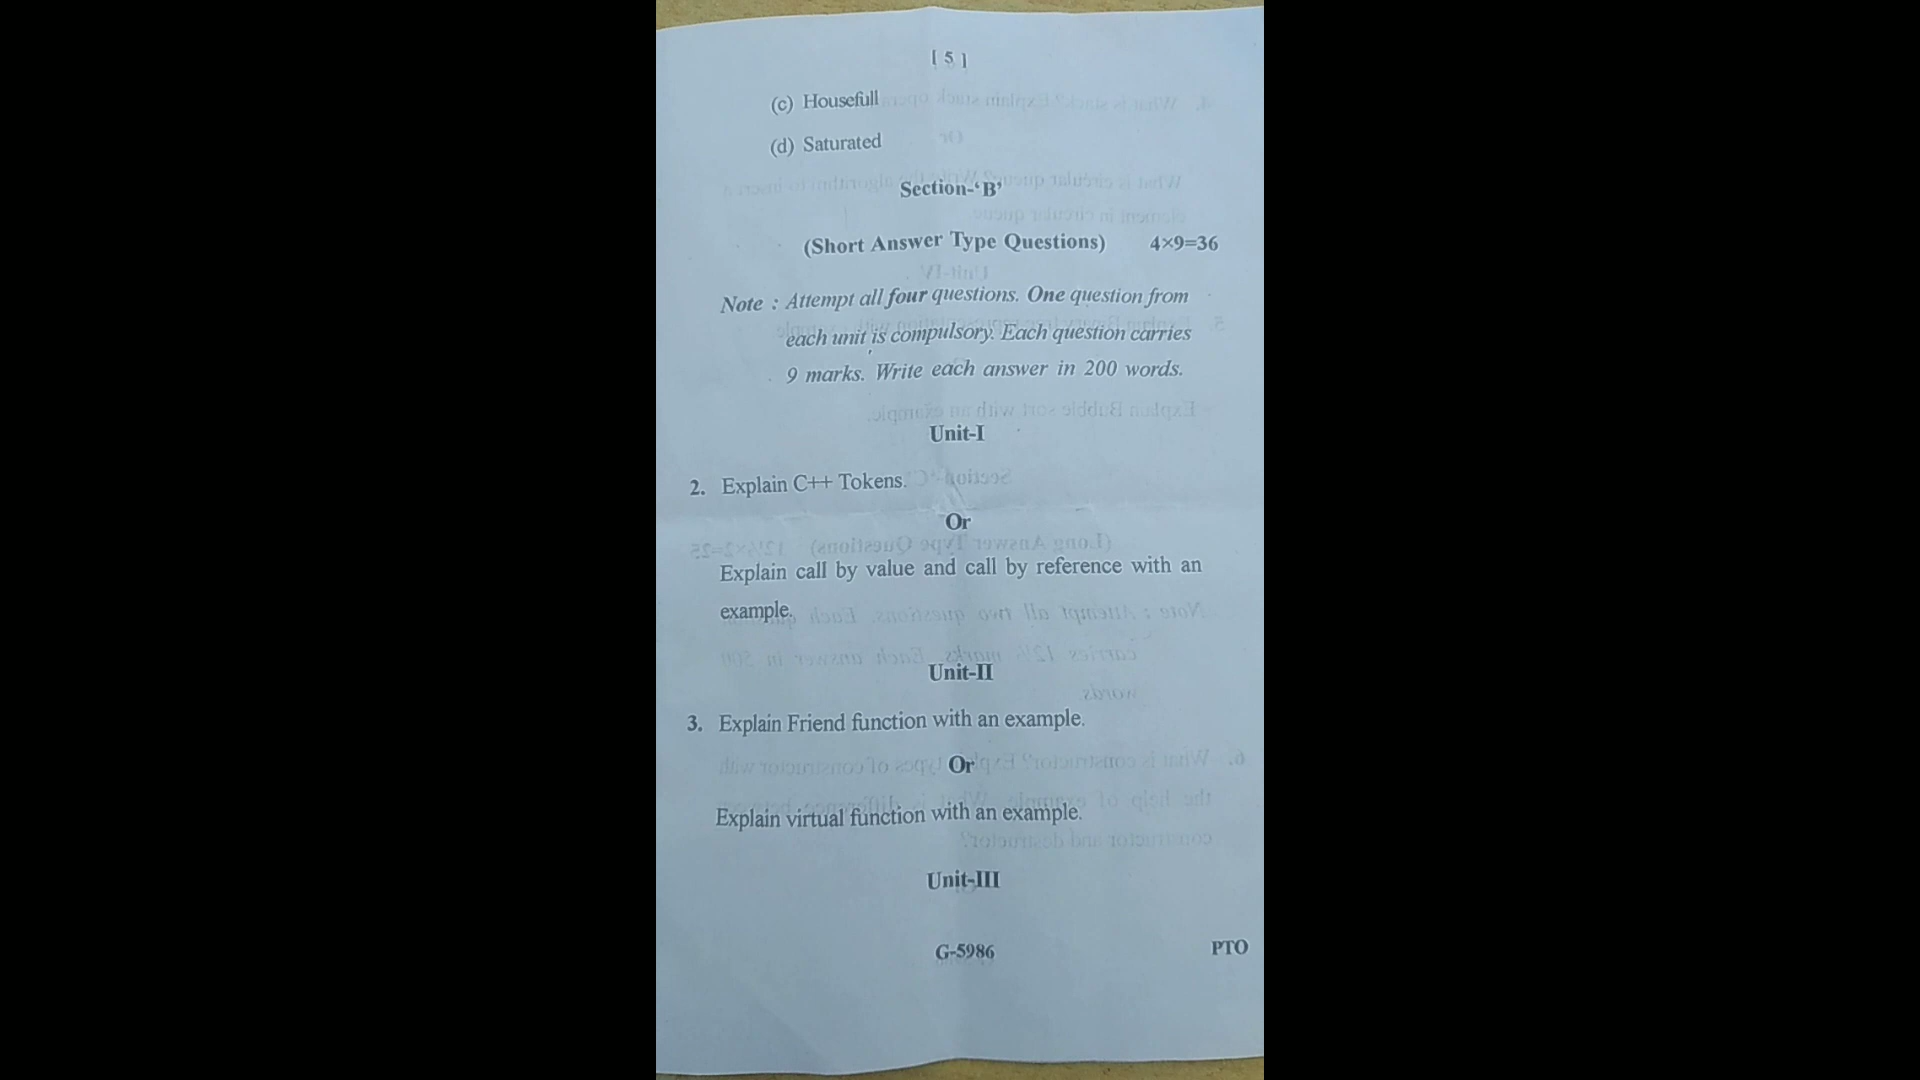 [ 5 ]
(c) Housefull
(d) Saturated
Section-‘B’
(Short Answer Type Questions) 4×9=36
Note : Attempt all four questions. One question from
each unit is compulsory. Each question carries
9 marks. Write each answer in 200 words.
Unit-I
2. Explain C++ Tokens.
Or
Explain call by value and call by reference with an
example.
Unit-II
3. Explain Friend function with an example.
Or
Explain virtual function with an example.
Unit-III
G-5986 PTO